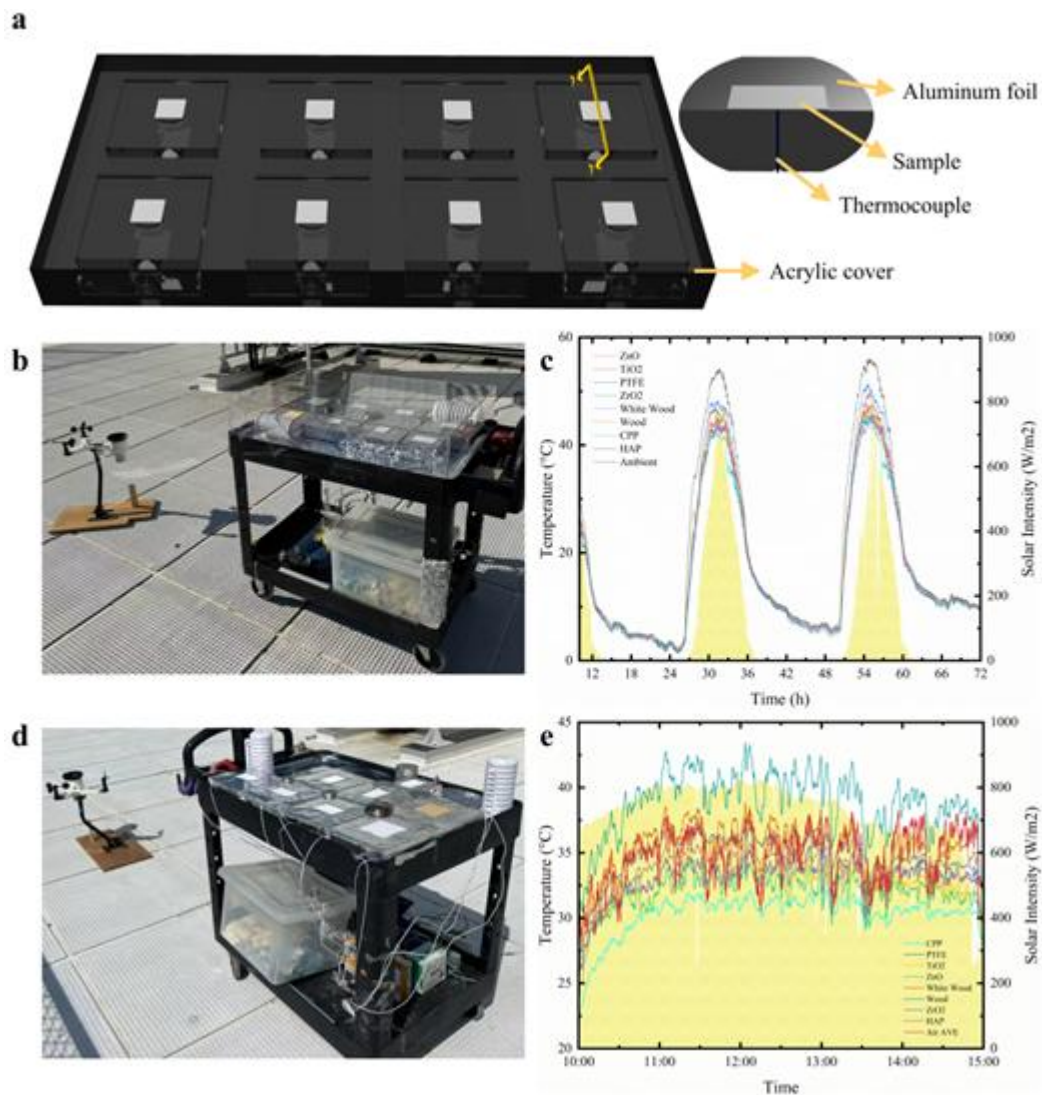 a
Aluminum foil
Sample
Thermocouple
Acrylic cover
b
c
60
40
20
0
Temperature (°C)
ZnO
TiO2
PTFE
ZrO2
White Wood
Wood
CPP
HAP
Ambient
1000
800
600
400
200
0
Solar Intensity (W/m2)
12 18 24 30 36 42 48 54 60 66 72
Time (h)
d
e
45
40
35
30
25
20
Temperature (°C)
CPP
PTFE
TiO2
ZnO
White Wood
Wood
ZrO2
HAP
Air AVE
1000
800
600
400
200
0
Solar Intensity (W/m2)
10:00 11:00 12:00 13:00 14:00 15:00
Time